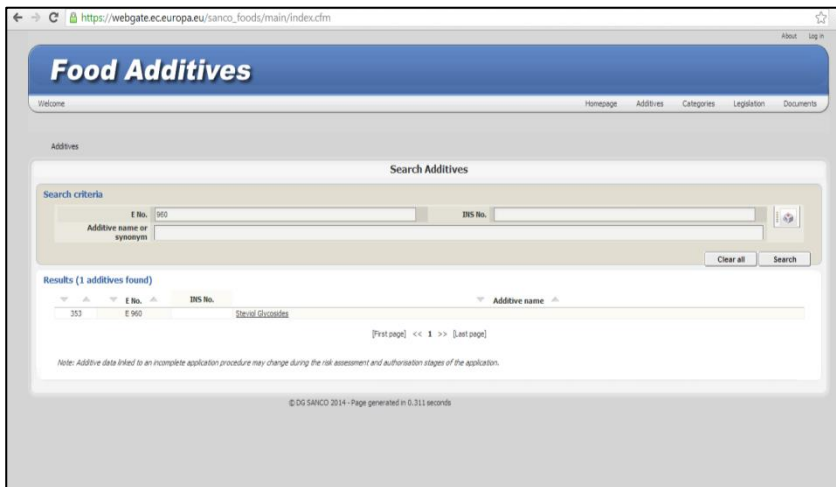 https://webgate.ec.europa.eu/sanco_foods/main/index.cfm
About Log in
Food Additives
Welcome Homepage Additives Categories Legislation Documents
Additives
Search Additives
Search criteria
E No. 960 INS No.
Additive name or
synonym
Clear all Search
Results (1 additives found)
E No. INS No. Additive name
353 E 960 Steviol Glycosides
[First page] << 1 >> [Last page]
Note: Additive data linked to an incomplete application procedure may change during the risk assessment and authorisation stages of the application.
© DG SANCO 2014 - Page generated in 0.311 seconds